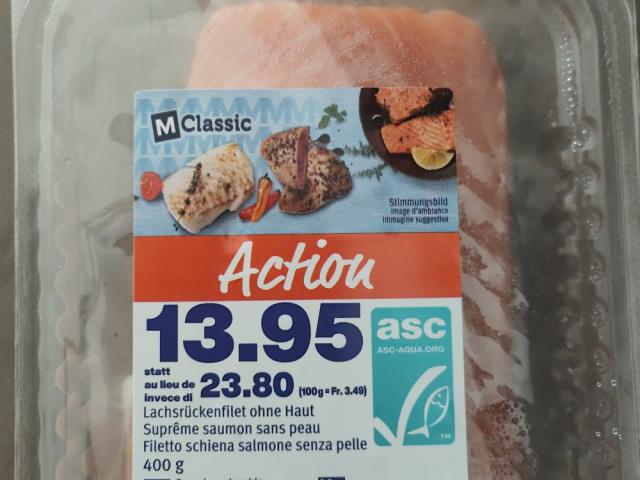 M Classic
Stimmungsbild
image d'ambiance
immagine suggestiva
Action
13.95
statt
au lieu de
invece di 23.80 (100g = Fr. 3.49)
asc
ASC-AQUA.ORG
TM
Lachsrückenfilet ohne Haut
Suprême saumon sans peau
Filetto schiena salmone senza pelle
400 g